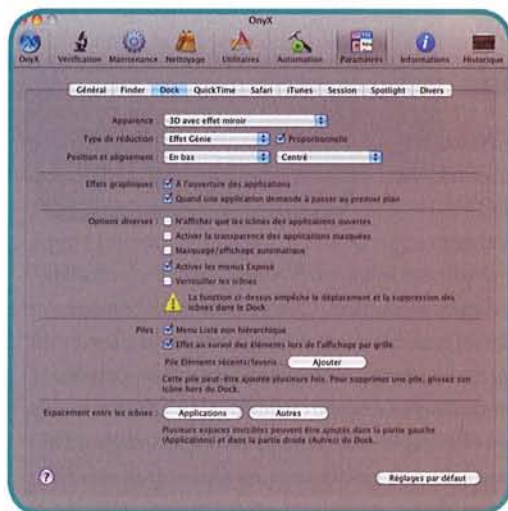 OnyX
OnyX Vérification Maintenance Nettoyage Utilitaires Automation Paramètres Informations Historique
Général Finder Dock QuickTime Safari iTunes Session Spotlight Divers
Apparence : 3D avec effet miroir
Type de réduction : Effet Génie Proportionnelle
Position et alignement : En bas Centré
Effets graphiques : À l'ouverture des applications
Quand une application demande à passer au premier plan
Options diverses : N'afficher que les icônes des applications ouvertes
Activer la transparence des applications masquées
Masquage/affichage automatique
Activer les menus Exposé
Verrouiller les icônes
La fonction ci-dessus empêche le déplacement et la suppression des
icônes dans le Dock
Piles : Menu Liste non hiérarchique
Effet au survol des éléments lors de l'affichage par grille
Pile Éléments récents/favoris : Ajouter
Cette pile peut-être ajoutée plusieurs fois. Pour supprimer une pile, glissez son
icône hors du Dock.
Espacement entre les icônes : Applications Autres
Plusieurs espaces invisibles peuvent être ajoutés dans la partie gauche
(Applications) et dans la partie droite (Autres) du Dock.
? Réglages par défaut